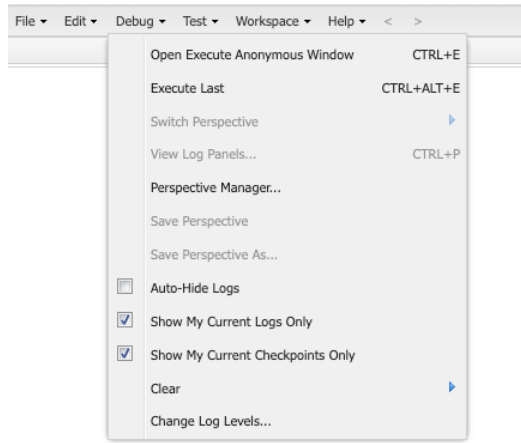 File Edit Debug Test Workspace Help < >
Open Execute Anonymous Window CTRL+E
Execute Last CTRL+ALT+E
Switch Perspective
View Log Panels... CTRL+P
Perspective Manager...
Save Perspective
Save Perspective As...
Auto-Hide Logs
Show My Current Logs Only
Show My Current Checkpoints Only
Clear
Change Log Levels...